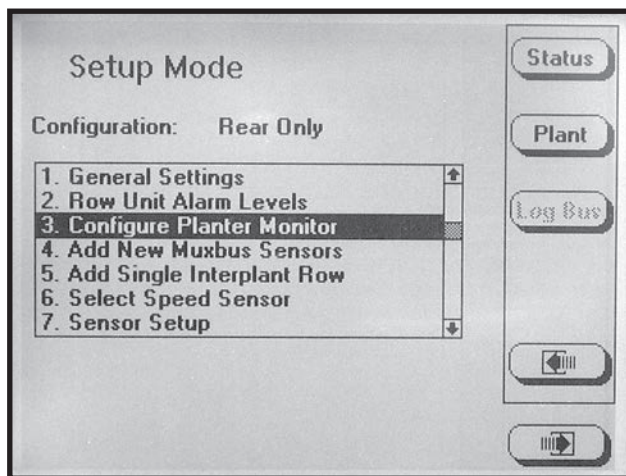 Setup Mode
Configuration: Rear Only
1. General Settings
2. Row Unit Alarm Levels
3. Configure Planter Monitor
4. Add New Muxbus Sensors
5. Add Single Interplant Row
6. Select Speed Sensor
7. Sensor Setup
Status
Plant
Log Bus